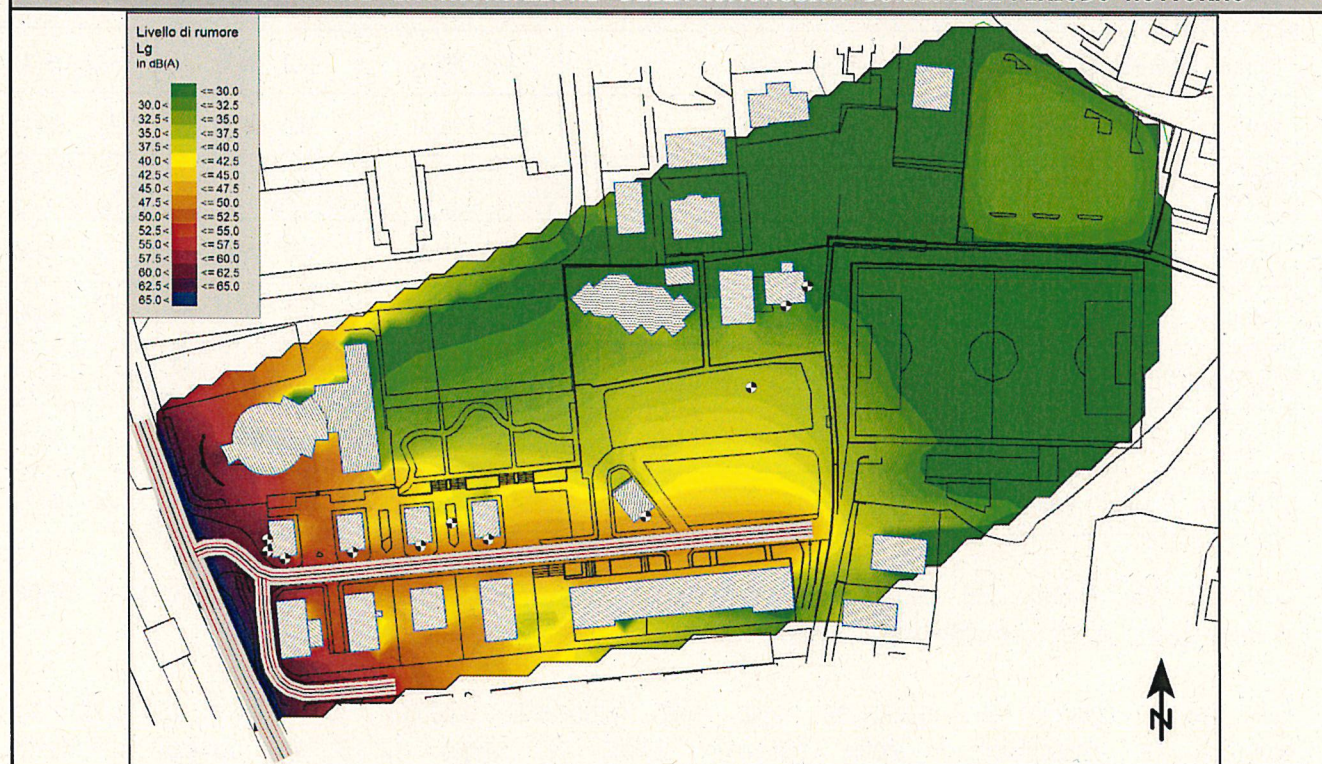 Livello di rumore
Lg
in dB(A)
<= 30.0
30.0 < <= 32.5
32.5 < <= 35.0
35.0 < <= 37.5
37.5 < <= 40.0
40.0 < <= 42.5
42.5 < <= 45.0
45.0 < <= 47.5
47.5 < <= 50.0
50.0 < <= 52.5
52.5 < <= 55.0
55.0 < <= 57.5
57.5 < <= 60.0
60.0 < <= 62.5
62.5 < <= 65.0
65.0 <
N